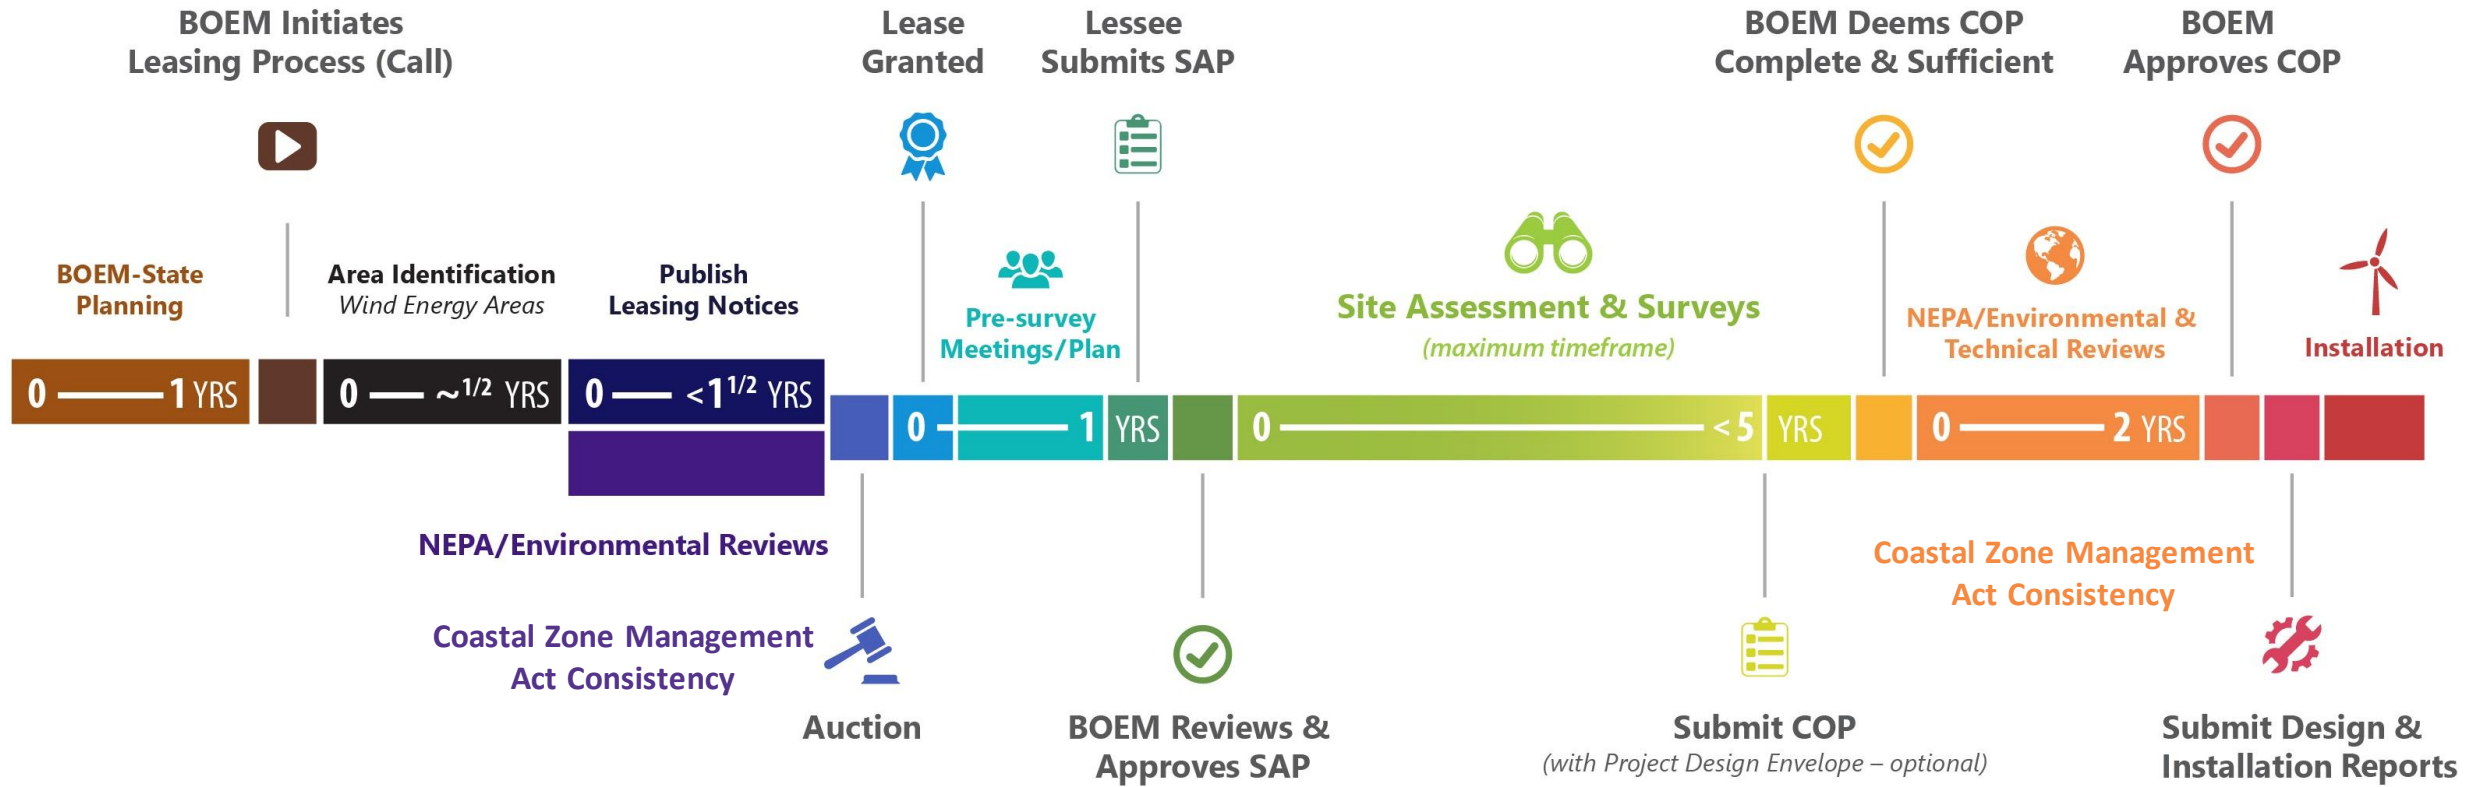 BOEM Initiates
Leasing Process (Call)
Lease
Granted
Lessee
Submits SAP
BOEM Deems COP
Complete & Sufficient
BOEM
Approves COP
BOEM-State
Planning
Area Identification
Wind Energy Areas
Publish
Leasing Notices
Pre-survey
Meetings/Plan
Site Assessment & Surveys
(maximum timeframe)
NEPA/Environmental &
Technical Reviews
Installation
0 — 1 YRS
0 — ~1/2 YRS
0 — <1 1/2 YRS
0 — 1 YRS
0 — < 5 YRS
0 — 2 YRS
NEPA/Environmental Reviews
Coastal Zone Management
Act Consistency
Coastal Zone Management
Act Consistency
Auction
BOEM Reviews &
Approves SAP
Submit COP
(with Project Design Envelope – optional)
Submit Design &
Installation Reports